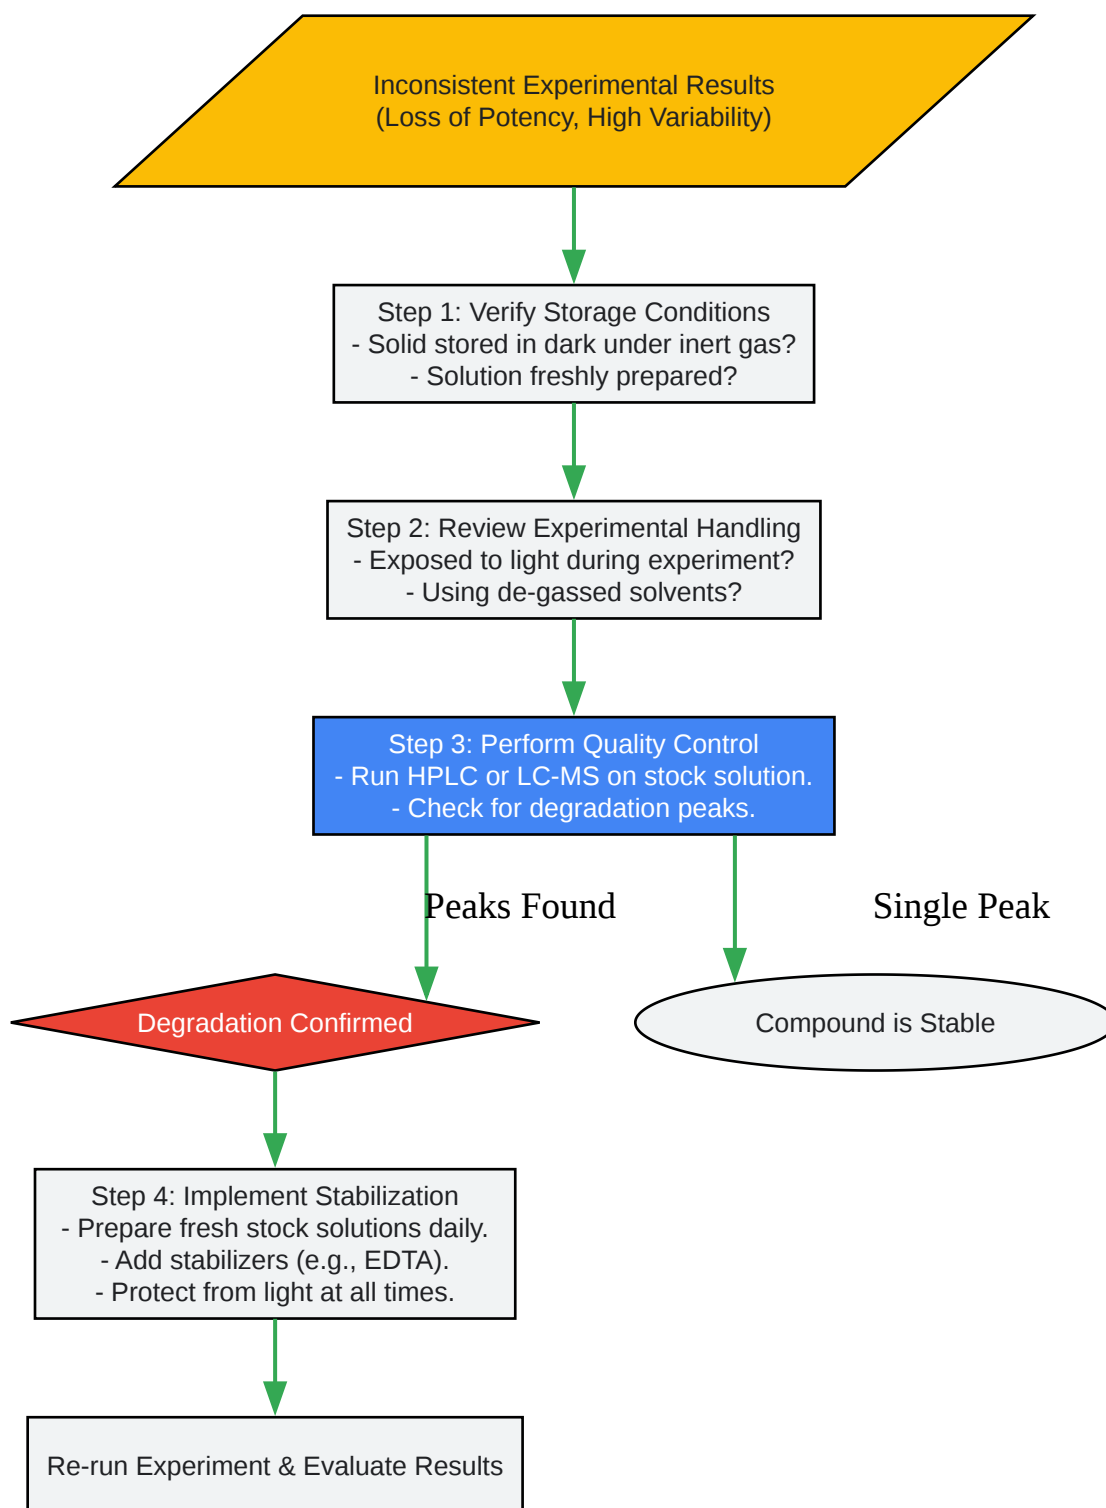 Inconsistent Experimental Results
(Loss of Potency, High Variability)
Step 1: Verify Storage Conditions
- Solid stored in dark under inert gas?
- Solution freshly prepared?
Step 2: Review Experimental Handling
- Exposed to light during experiment?
- Using de-gassed solvents?
Step 3: Perform Quality Control
- Run HPLC or LC-MS on stock solution.
- Check for degradation peaks.
Peaks Found
Single Peak
Degradation Confirmed
Compound is Stable
Step 4: Implement Stabilization
- Prepare fresh stock solutions daily.
- Add stabilizers (e.g., EDTA).
- Protect from light at all times.
Re-run Experiment & Evaluate Results